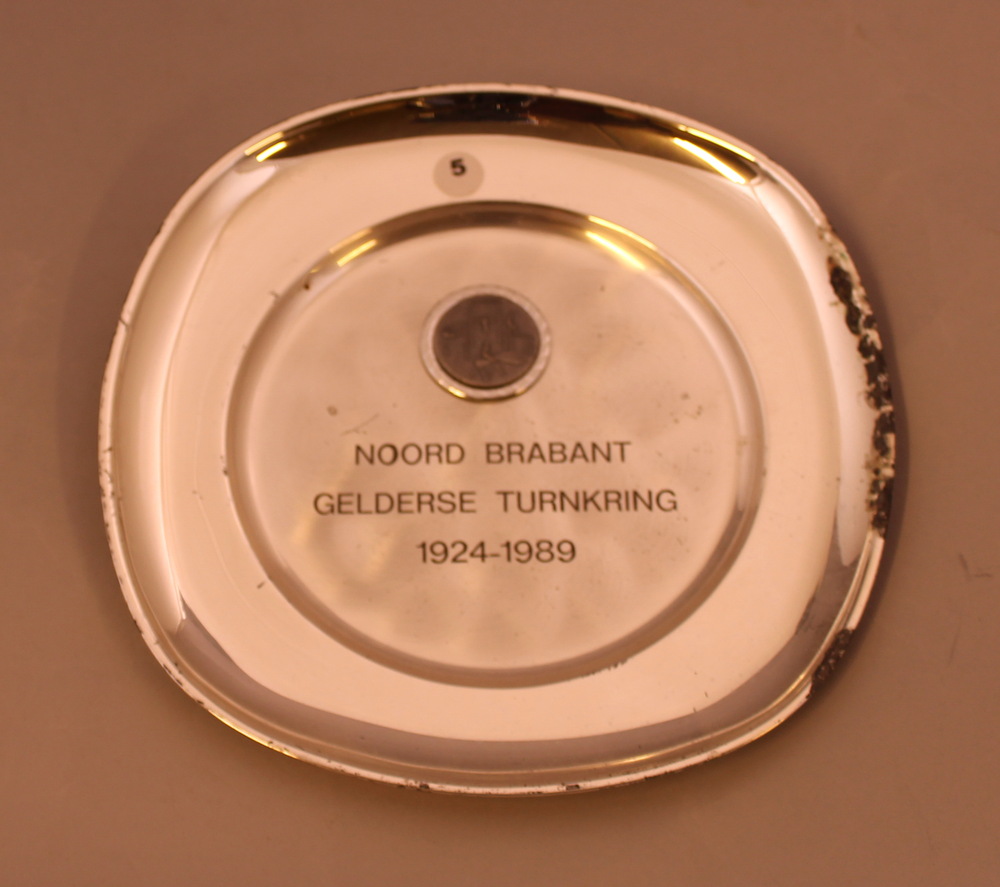 5
NOORD BRABANT
GELDERSE TURNKRING
1924-1989